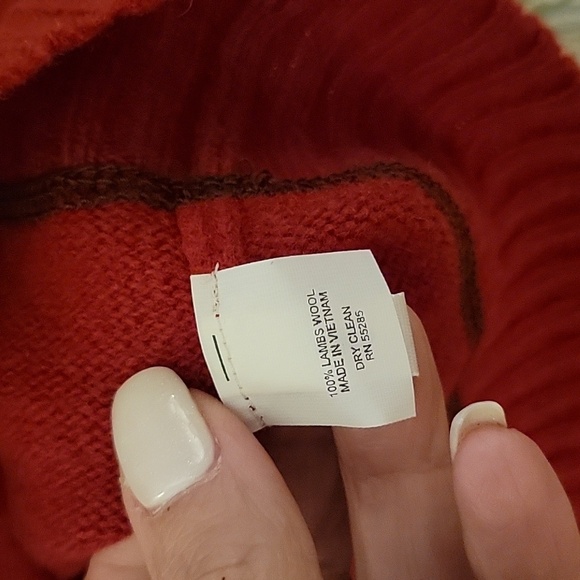 100% LAMBS WOOL
MADE IN VIETNAM
DRY CLEAN
RN 55285